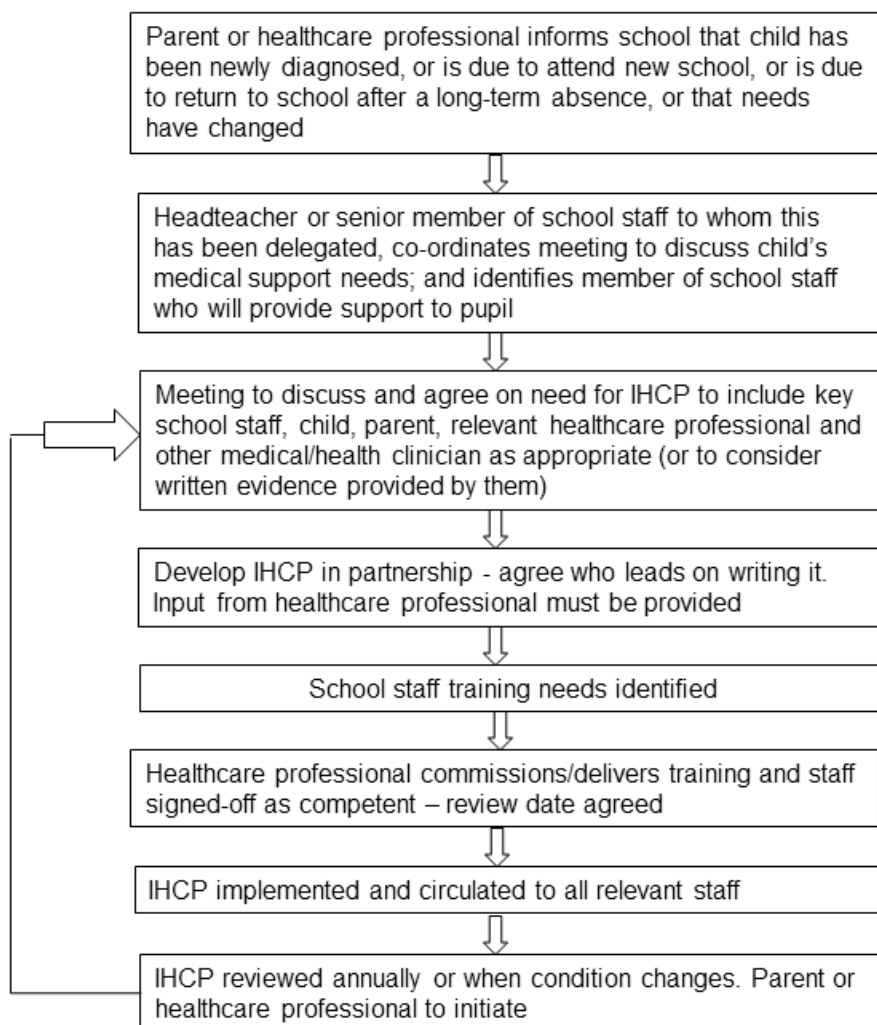 Parent or healthcare professional informs school that child has
been newly diagnosed, or is due to attend new school, or is due
to return to school after a long-term absence, or that needs
have changed
Headteacher or senior member of school staff to whom this
has been delegated, co-ordinates meeting to discuss child's
medical support needs; and identifies member of school staff
who will provide support to pupil
Meeting to discuss and agree on need for IHCP to include key
school staff, child, parent, relevant healthcare professional and
other medical/health clinician as appropriate (or to consider
written evidence provided by them)
Develop IHCP in partnership - agree who leads on writing it.
Input from healthcare professional must be provided
School staff training needs identified
Healthcare professional commissions/delivers training and staff
signed-off as competent – review date agreed
IHCP implemented and circulated to all relevant staff
IHCP reviewed annually or when condition changes. Parent or
healthcare professional to initiate